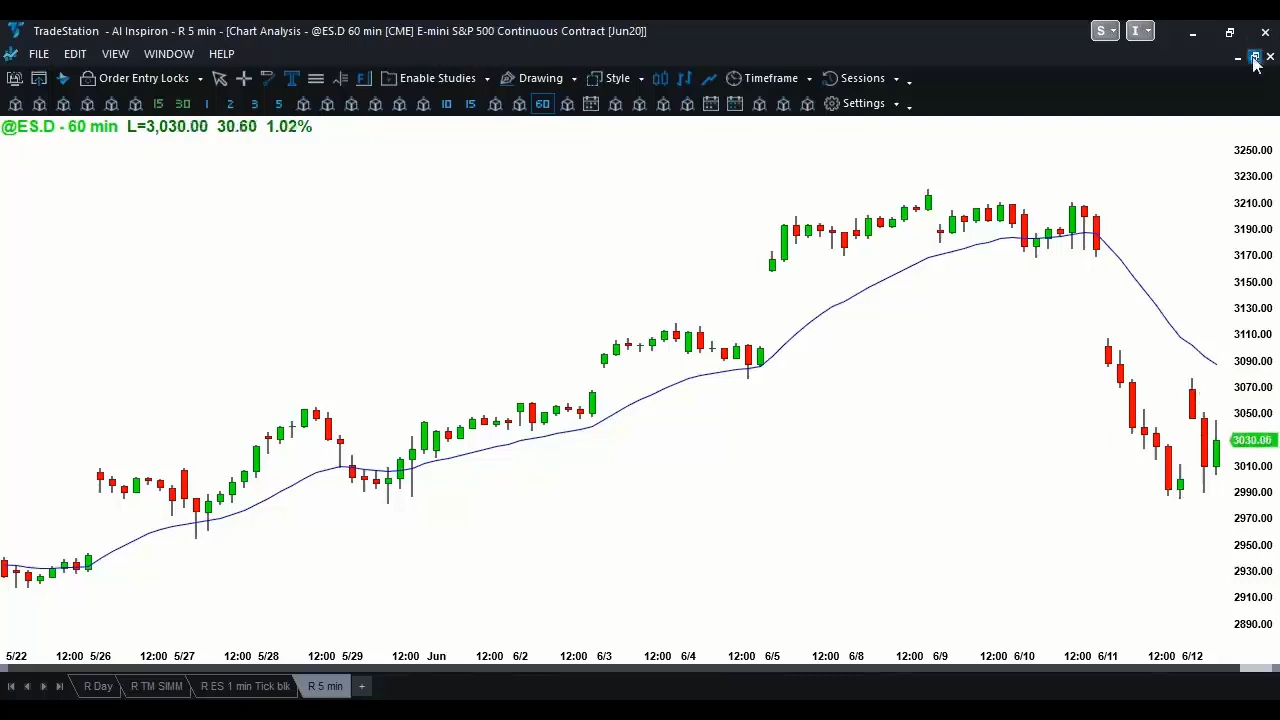 TradeStation - AI Inspiron - R 5 min - [Chart Analysis - @ES.D 60 min [CME] E-mini S&P 500 Continuous Contract [Jun20]]
S
I
FILE EDIT VIEW WINDOW HELP
Order Entry Locks
Enable Studies
Drawing
Style
Timeframe
Sessions
15 30 1 2 3 5 10 15 60
Settings
@ES.D - 60 min L=3,030.00 30.60 1.02%
3250.00
3230.00
3210.00
3190.00
3170.00
3150.00
3130.00
3110.00
3090.00
3070.00
3050.00
3030.00
3010.00
2990.00
2970.00
2950.00
2930.00
2910.00
2890.00
5/22 12:00 5/26 12:00 5/27 12:00 5/28 12:00 5/29 12:00 Jun 12:00 6/2 12:00 6/3 12:00 6/4 12:00 6/5 12:00 6/8 12:00 6/9 12:00 6/10 12:00 6/11 12:00 6/12
R Day
R TM SIMM
R ES 1 min Tick blk
R 5 min
+